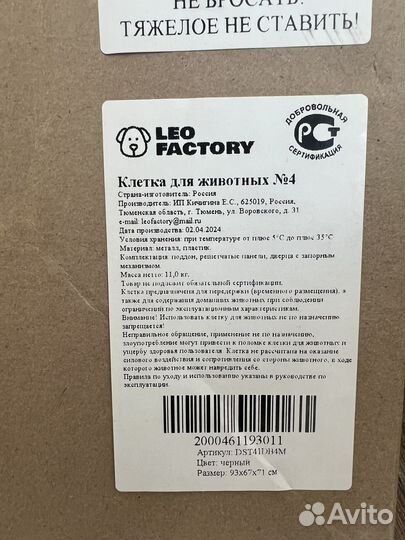 НЕ БРОСАТЬ!
ТЯЖЕЛОЕ НЕ СТАВИТЬ!
LEO
FACTORY
ДОБРОВОЛЬНАЯ
СЕРТИФИКАЦИЯ
Клетка для животных №4
Страна-изготовитель: Россия
Производитель: ИП Кичигина Е.С., 625019, Россия,
Тюменская область, г. Тюмень, ул. Воровского, д. 31
e-mail: leofactory@mail.ru
Дата производства: 02.04.2024
Условия хранения: при температуре от плюс 5°С до плюс 35°С
Материал: металл, пластик.
Комплектация: поддон, решетчатые панели, дверца с запорным
механизмом.
Масса нетто: 11,0 кг.
Товар не подлежит обязательной сертификации.
Клетка предназначена для передержки (временного размещения), а
также для содержания домашних животных при соблюдении
ограничений по эксплуатационным характеристикам.
Внимание! Использовать клетку для животных не по назначению
запрещается!
Неправильное обращение, применение не по назначению,
злоупотребление могут привести к поломке клетки для животных и
ущербу здоровья пользователя. Клетка не рассчитана на оказание
силового воздействия и сопротивления со стороны животного, в ходе
которого животное может навредить себе.
Правила по уходу и использованию указаны в руководстве по
эксплуатации.
2000461193011
Артикул: DST41DB4M
Цвет: черный
Размер: 93x67x71 см
Avito